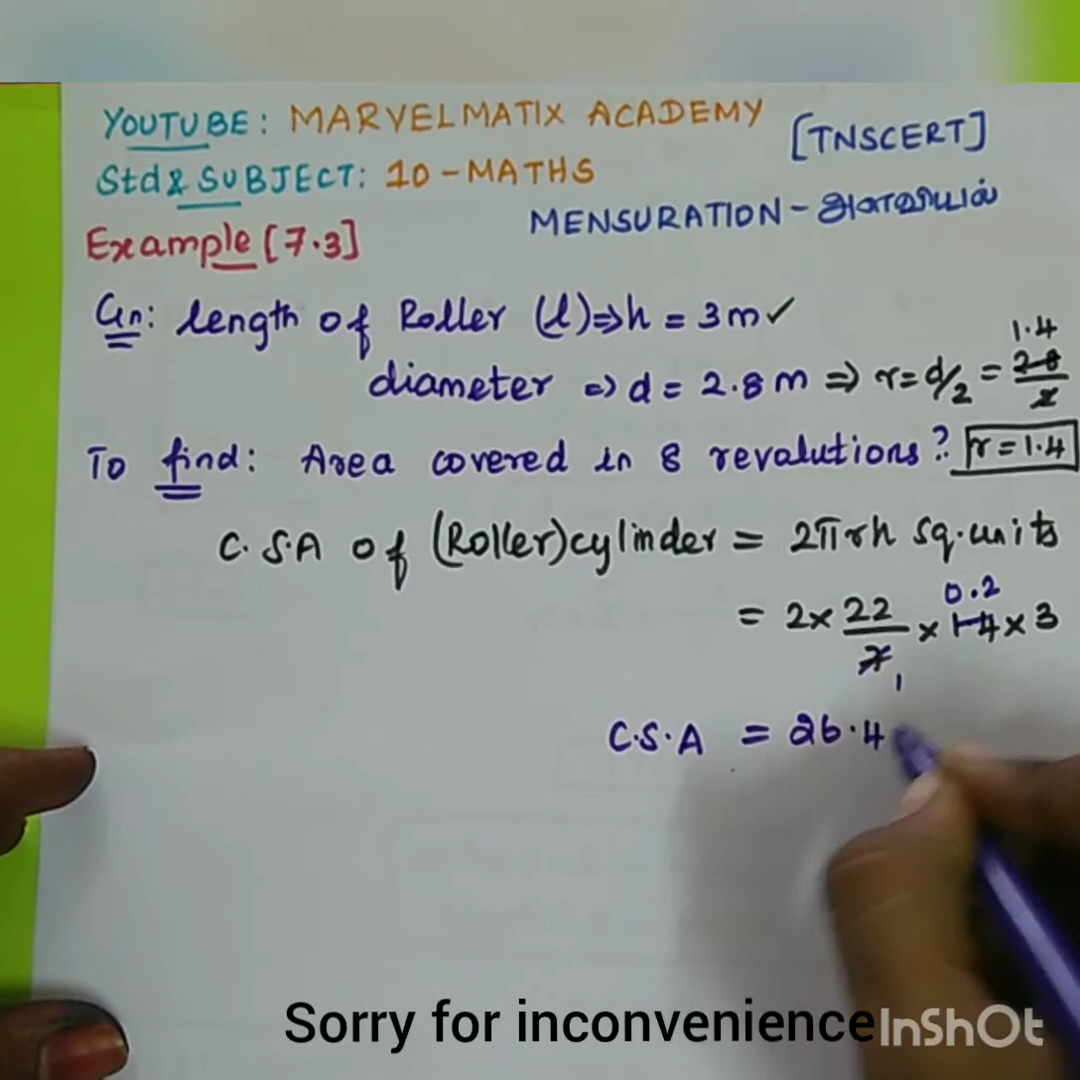 YOUTUBE: MARVELMATIX ACADEMY
[TNSCERT]
Std & SUBJECT: 10 - MATHS
MENSURATION - அளவியல்
Example [7.3]
Gn: length of Roller (l) ⇒ h = 3m ✓
1.4
diameter ⇒ d = 2.8 m ⇒ r = d/2 = 2.8/2
To find: Area covered in 8 revalutions? r = 1.4
C.S.A of (Roller) cylinder = 2πrh sq.units
0.2
= 2 × 22/7 × 1.4 × 3
1
C.S.A = 26.4
Sorry for inconvenience InShOt